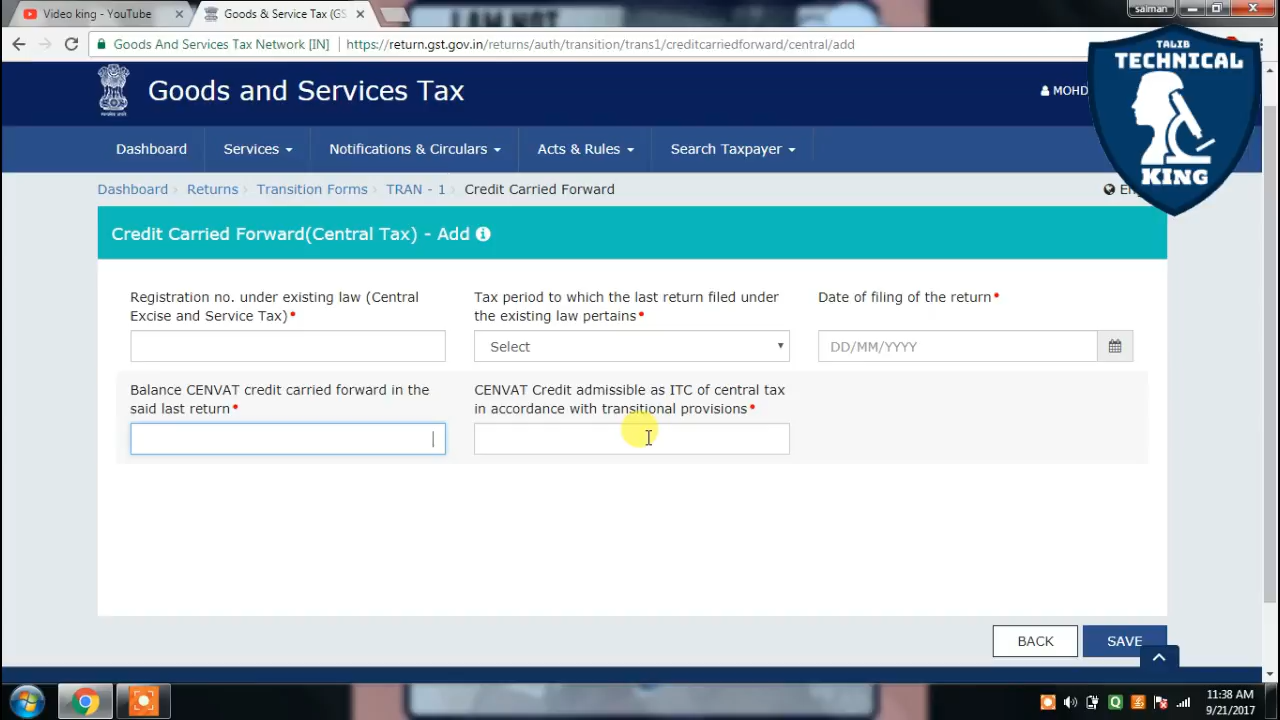 Video king - YouTube
Goods & Service Tax (GS
salman
Goods And Services Tax Network [IN]
https://return.gst.gov.in/returns/auth/transition/trans1/creditcarriedforward/central/add
TALIB
TECHNICAL
KING
Goods and Services Tax
MOHD
Dashboard
Services
Notifications & Circulars
Acts & Rules
Search Taxpayer
Dashboard › Returns › Transition Forms › TRAN - 1 › Credit Carried Forward
Credit Carried Forward(Central Tax) - Add
Registration no. under existing law (Central
Excise and Service Tax)*
Tax period to which the last return filed under
the existing law pertains*
Select
Date of filing of the return*
DD/MM/YYYY
Balance CENVAT credit carried forward in the
said last return*
CENVAT Credit admissible as ITC of central tax
in accordance with transitional provisions*
BACK
SAVE
11:38 AM
9/21/2017